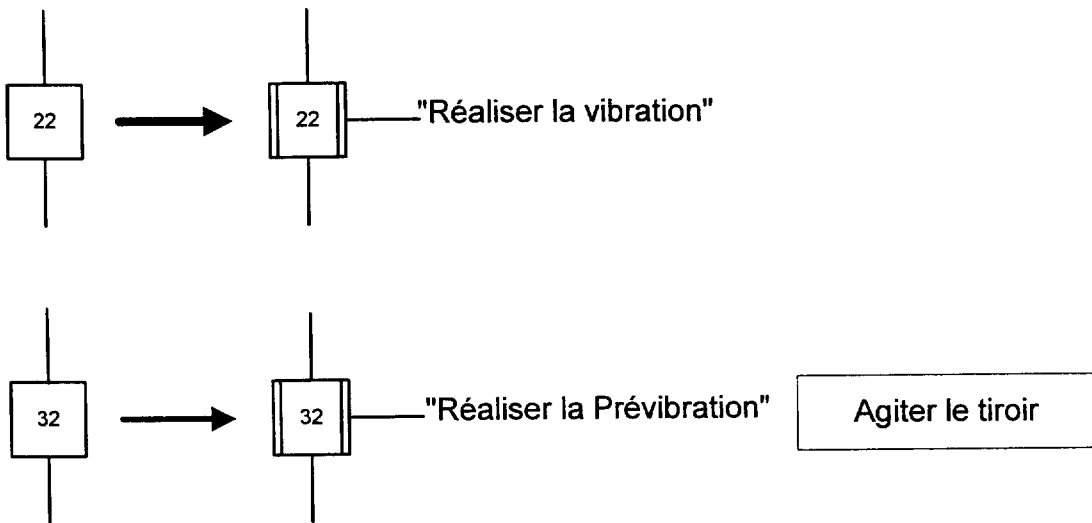 22
22
"Réaliser la vibration"
32
32
"Réaliser la Prévibration"
Agiter le tiroir